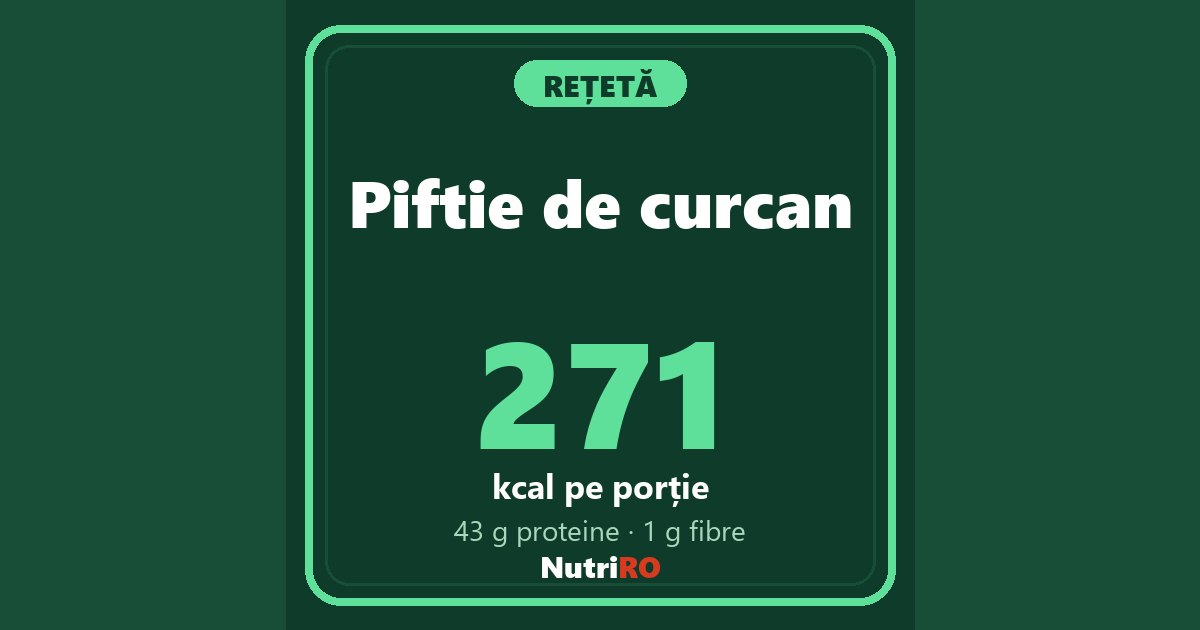 REȚETĂ
Piftie de curcan
271
kcal pe porție
43 g proteine · 1 g fibre
NutriRO